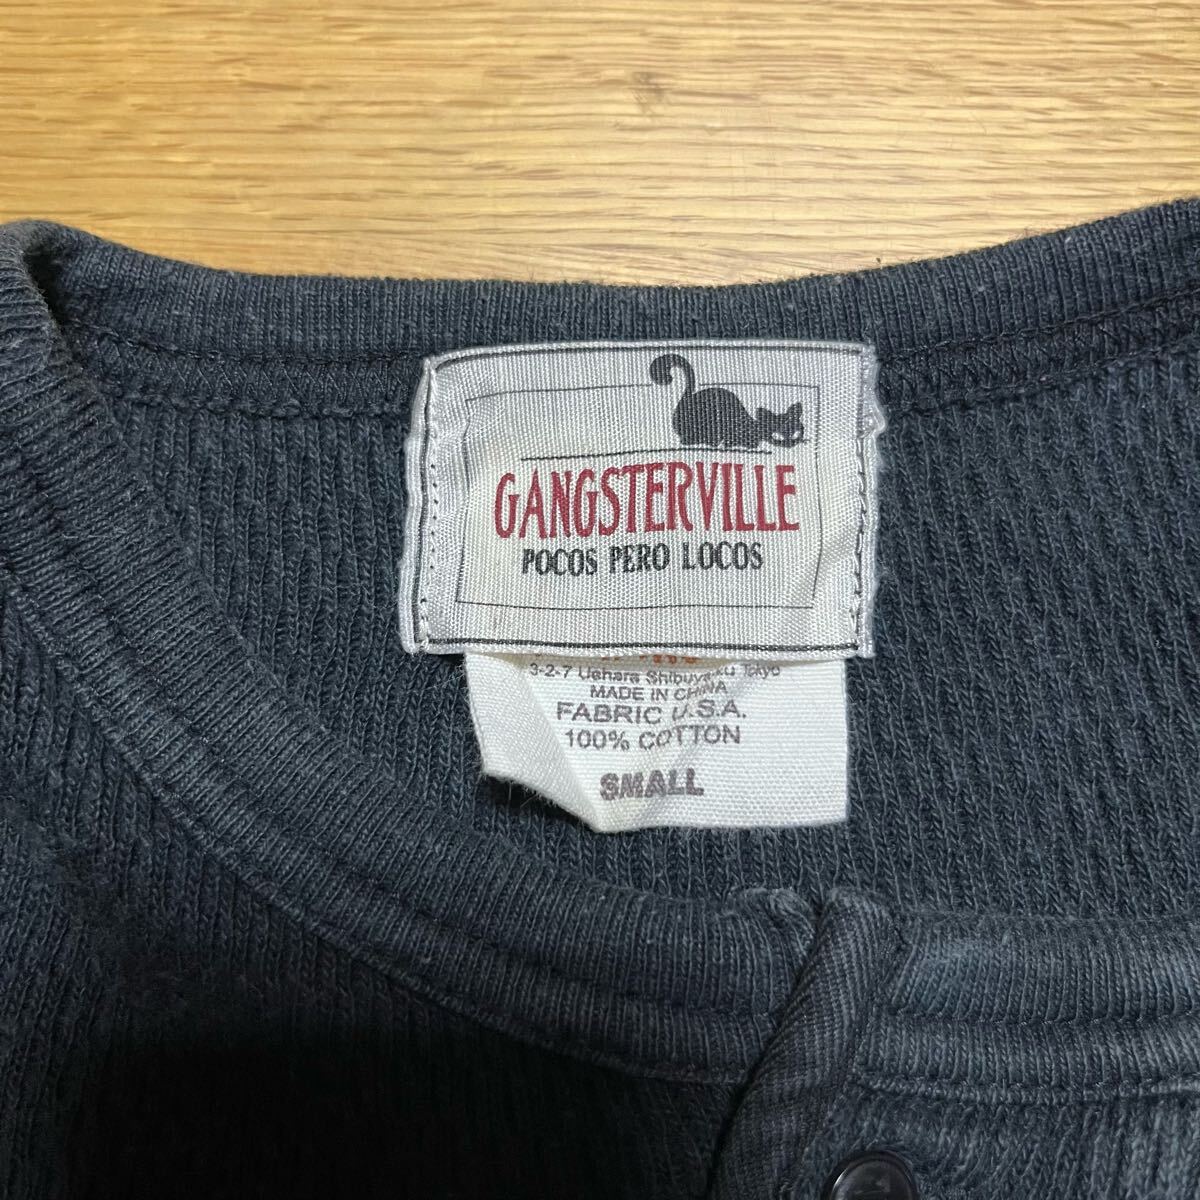 GANGSTERVILLE
POCOS PERO LOCOS
3-2-7 Uehara Shibuya-ku Tokyo
MADE IN CHINA
FABRIC U.S.A.
100% COTTON
SMALL